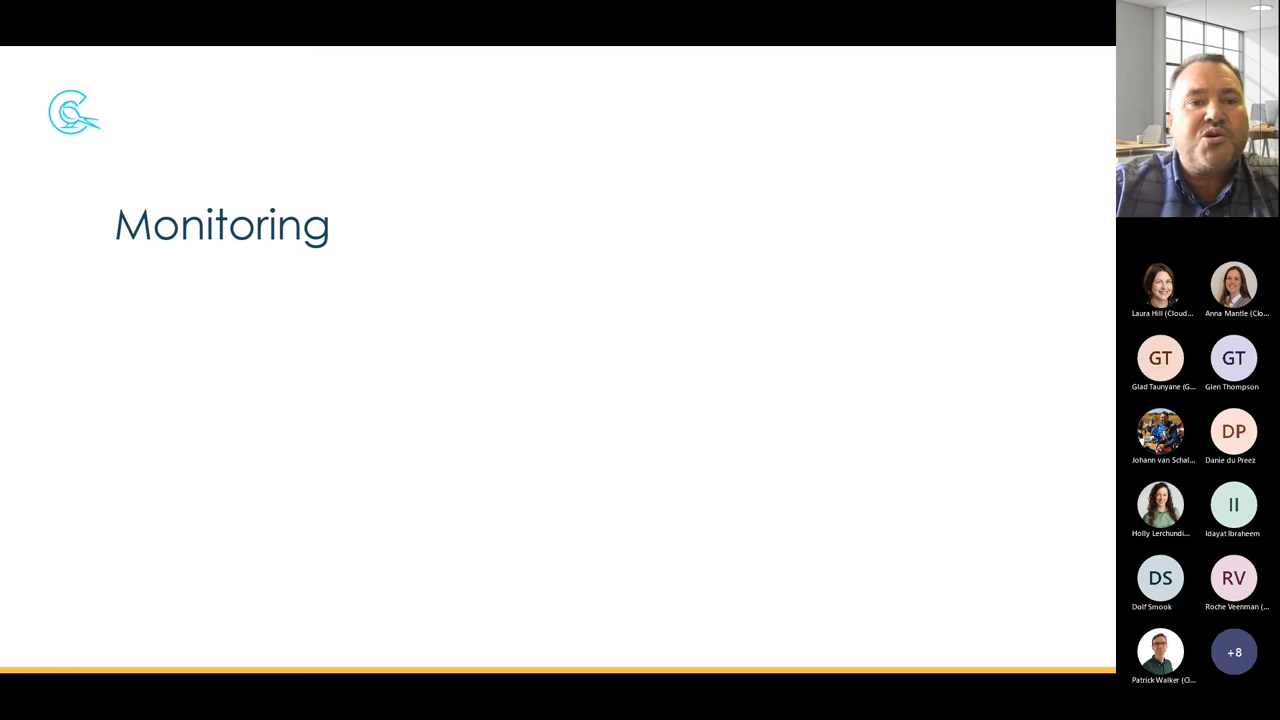 Monitoring
Laura Hill (Cloud...
Anna Mantle (Clo...
GT
GT
Glad Taunyane (G...
Glen Thompson
DP
Johann van Schal...
Danie du Preez
II
Holly Lerchundi...
Idayat Ibraheem
DS
RV
Dolf Smook
Roche Veenman (...
+8
Patrick Walker (Cl...